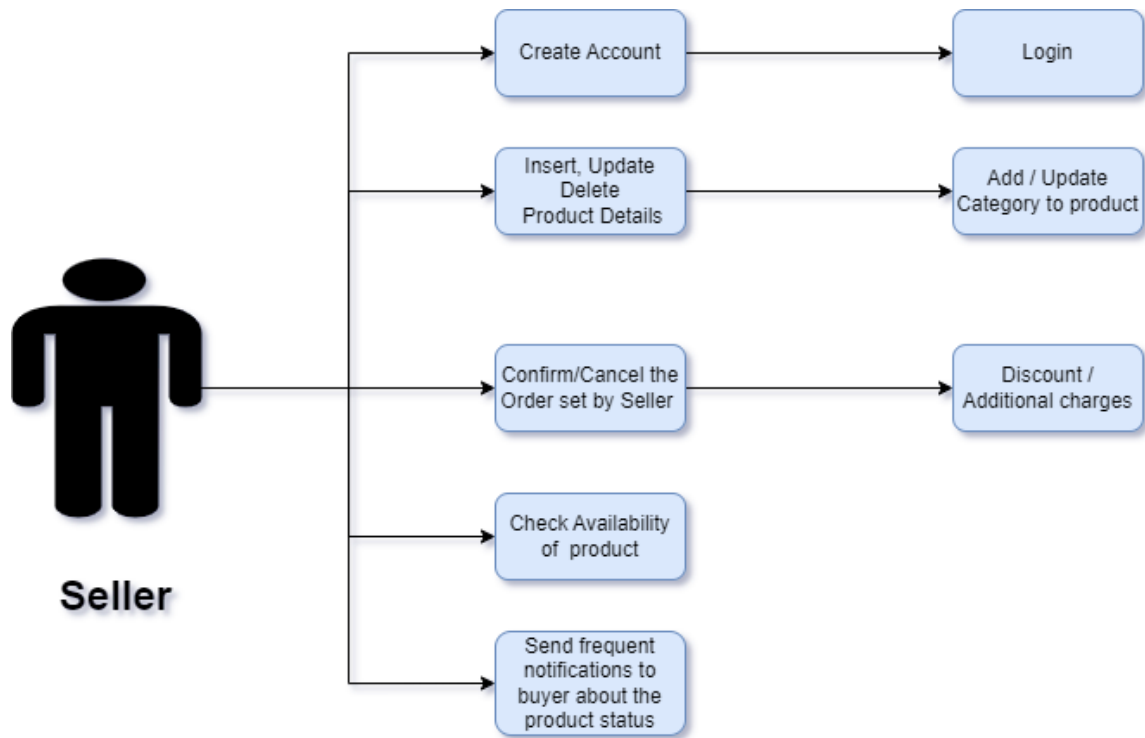 Create Account
Login
Insert, Update
Delete
Product Details
Add / Update
Category to product
Confirm/Cancel the
Order set by Seller
Discount /
Additional charges
Check Availability
of product
Seller
Send frequent
notifications to
buyer about the
product status